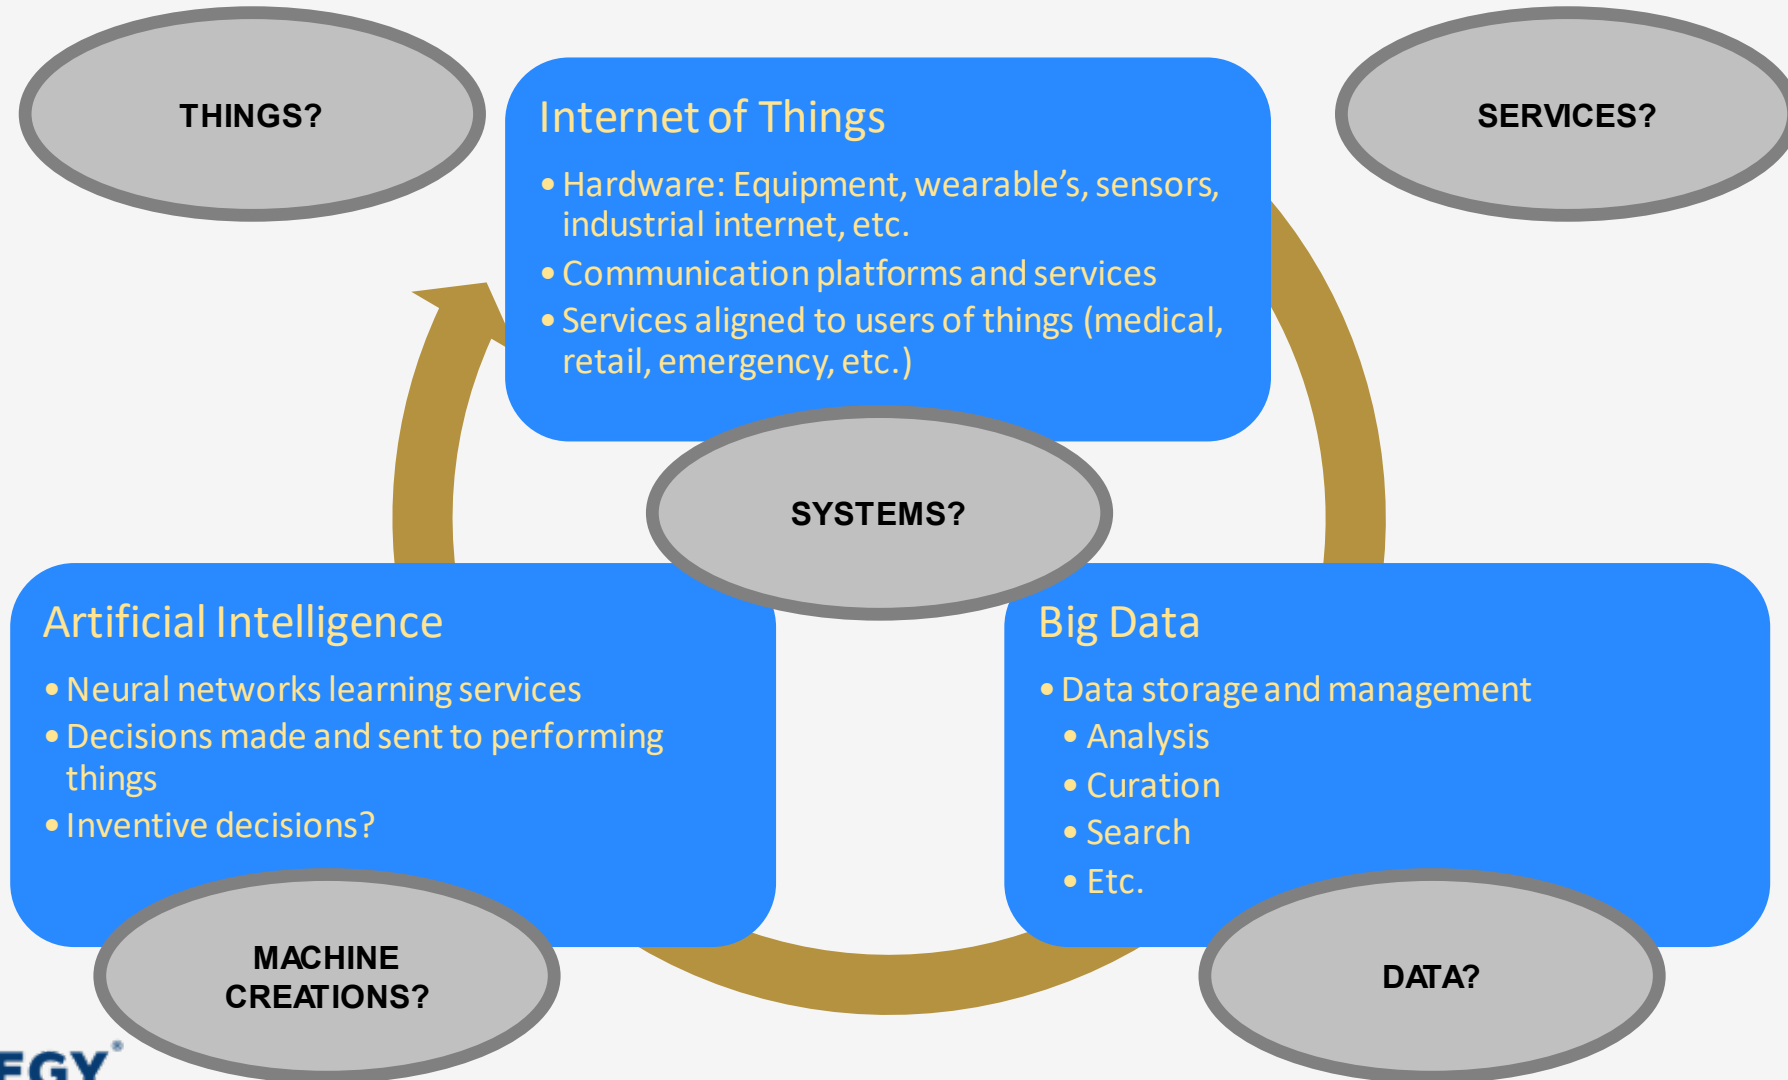 THINGS?
SERVICES?
Internet of Things
• Hardware: Equipment, wearable’s, sensors,
industrial internet, etc.
• Communication platforms and services
• Services aligned to users of things (medical,
retail, emergency, etc.)
SYSTEMS?
Artificial Intelligence
• Neural networks learning services
• Decisions made and sent to performing
things
• Inventive decisions?
MACHINE
CREATIONS?
Big Data
• Data storage and management
• Analysis
• Curation
• Search
• Etc.
DATA?
EGY®